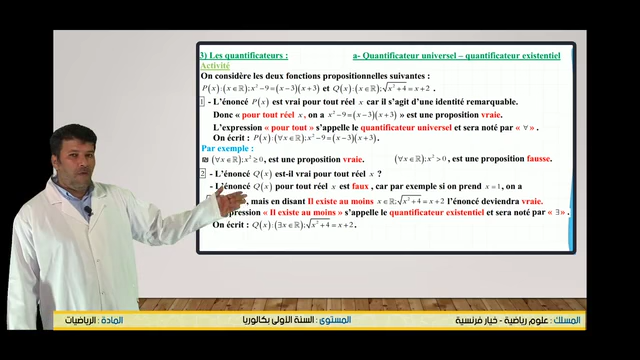 3) Les quantificateurs : a- Quantificateur universel – quantificateur existentiel
Activité
On considère les deux fonctions propositionnelles suivantes :
P(x):(x∈ℝ);x²−9=(x−3)(x+3) et Q(x):(x∈ℝ);√(x²+4)=x+2 .
1 - L'énoncé P(x) est vrai pour tout réel x car il s'agit d'une identité remarquable.
Donc « pour tout réel x, on a x²−9=(x−3)(x+3) » est une proposition vraie.
L'expression « pour tout » s'appelle le quantificateur universel et sera noté par « ∀ ».
On écrit : P(x):(∀x∈ℝ);x²−9=(x−3)(x+3).
Par exemple :
(∀x∈ℝ);x²≥0, est une proposition vraie. (∀x∈ℝ);x²>0, est une proposition fausse.
2 - L'énoncé Q(x) est-il vrai pour tout réel x ?
- L'énoncé Q(x) pour tout réel x est faux , car par exemple si on prend x=1, on a
, mais en disant Il existe au moins x∈ℝ;√(x²+4)=x+2 l'énoncé deviendra vraie.
expression « Il existe au moins » s'appelle le quantificateur existentiel et sera noté par « ∃ » .
On écrit : Q(x):(∃x∈ℝ);√(x²+4)=x+2.
المسلك : علوم رياضية - خيار فرنسية المستوى : السنة الأولى بكالوريا المادة : الرياضيات